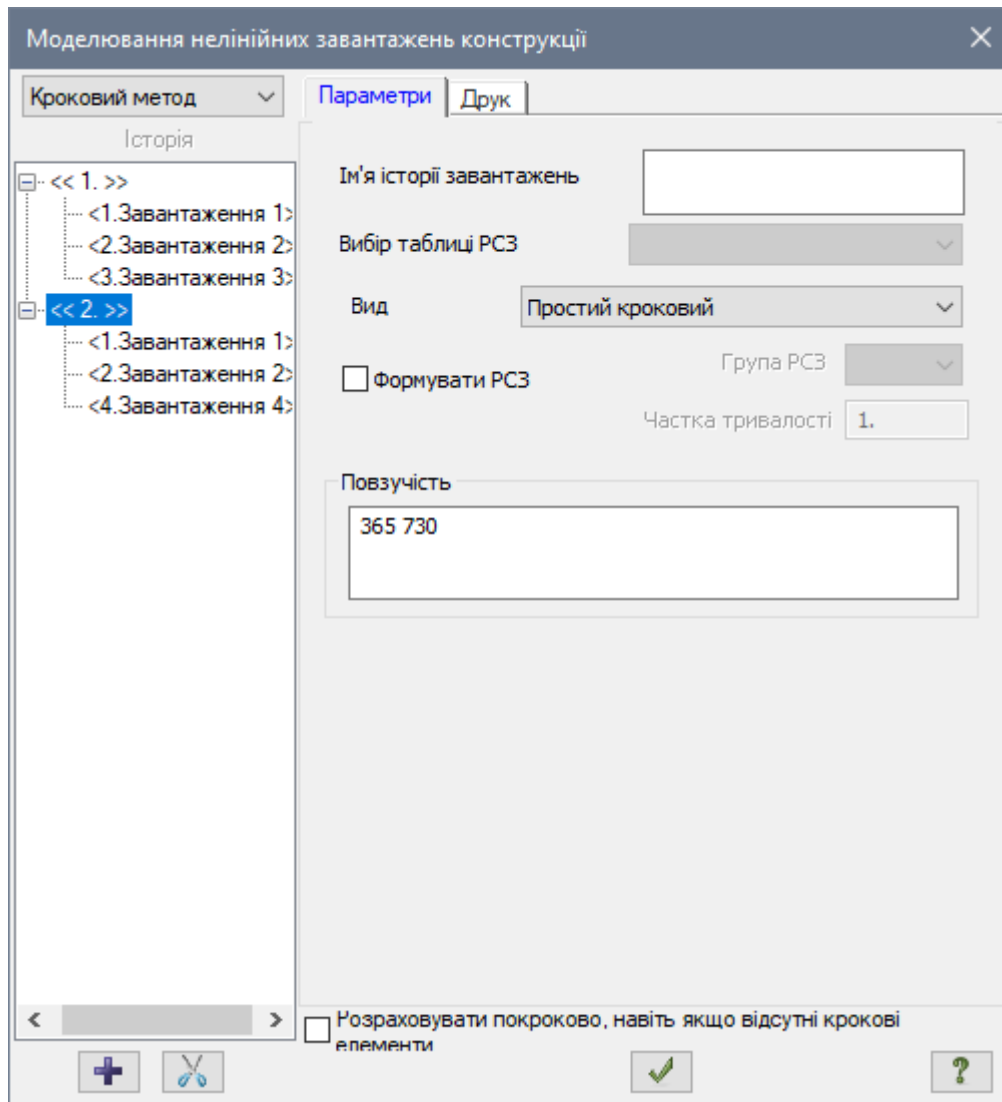 Моделювання нелінійних завантажень конструкції
Кроковий метод
Історія
<< 1. >>
<1.Завантаження 1>
<2.Завантаження 2>
<3.Завантаження 3>
<< 2. >>
<1.Завантаження 1>
<2.Завантаження 2>
<4.Завантаження 4>
Параметри Друк
Ім'я історії завантажень
Вибір таблиці РСЗ
Вид Простий кроковий
Формувати РСЗ
Група РСЗ
Частка тривалості 1.
Повзучість
365 730
Розраховувати покроково, навіть якщо відсутні крокові
елементи
?